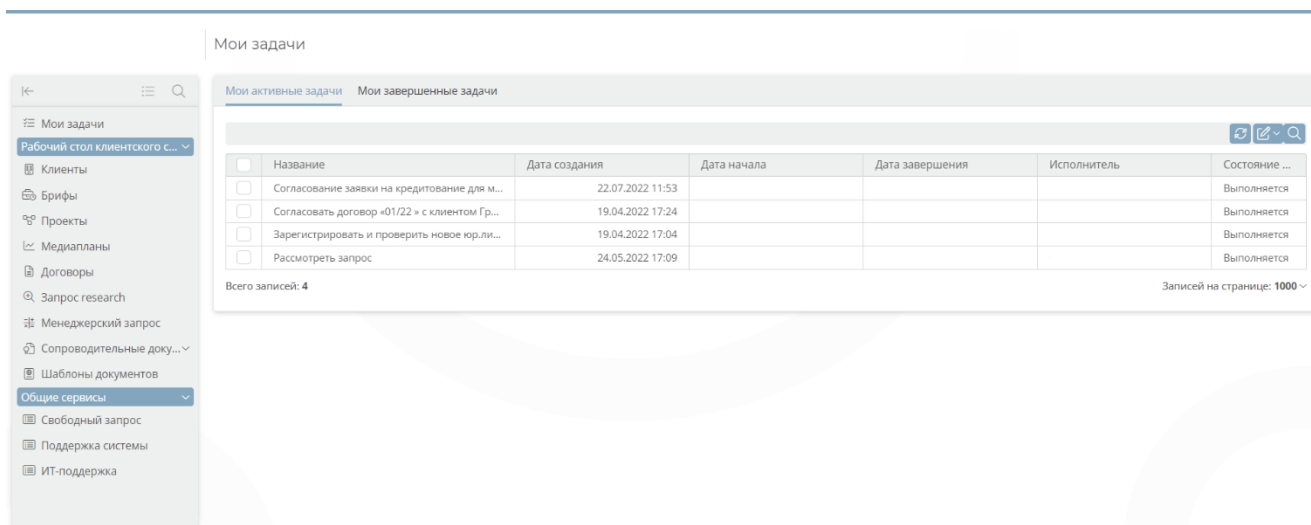 Мои задачи
Мои активные задачи Мои завершенные задачи
Мои задачи
Рабочий стол клиентского с...
Клиенты
Брифы
Проекты
Медиапланы
Договоры
Запрос research
Менеджерский запрос
Сопроводительные доку...
Шаблоны документов
Общие сервисы
Свободный запрос
Поддержка системы
ИТ-поддержка
Название Дата создания Дата начала Дата завершения Исполнитель Состояние ...
Согласование заявки на кредитование для м... 22.07.2022 11:53 Выполняется
Согласовать договор «01/22 » с клиентом Гр... 19.04.2022 17:24 Выполняется
Зарегистрировать и проверить новое юр.ли... 19.04.2022 17:04 Выполняется
Рассмотреть запрос 24.05.2022 17:09 Выполняется
Всего записей: 4 Записей на странице: 1000